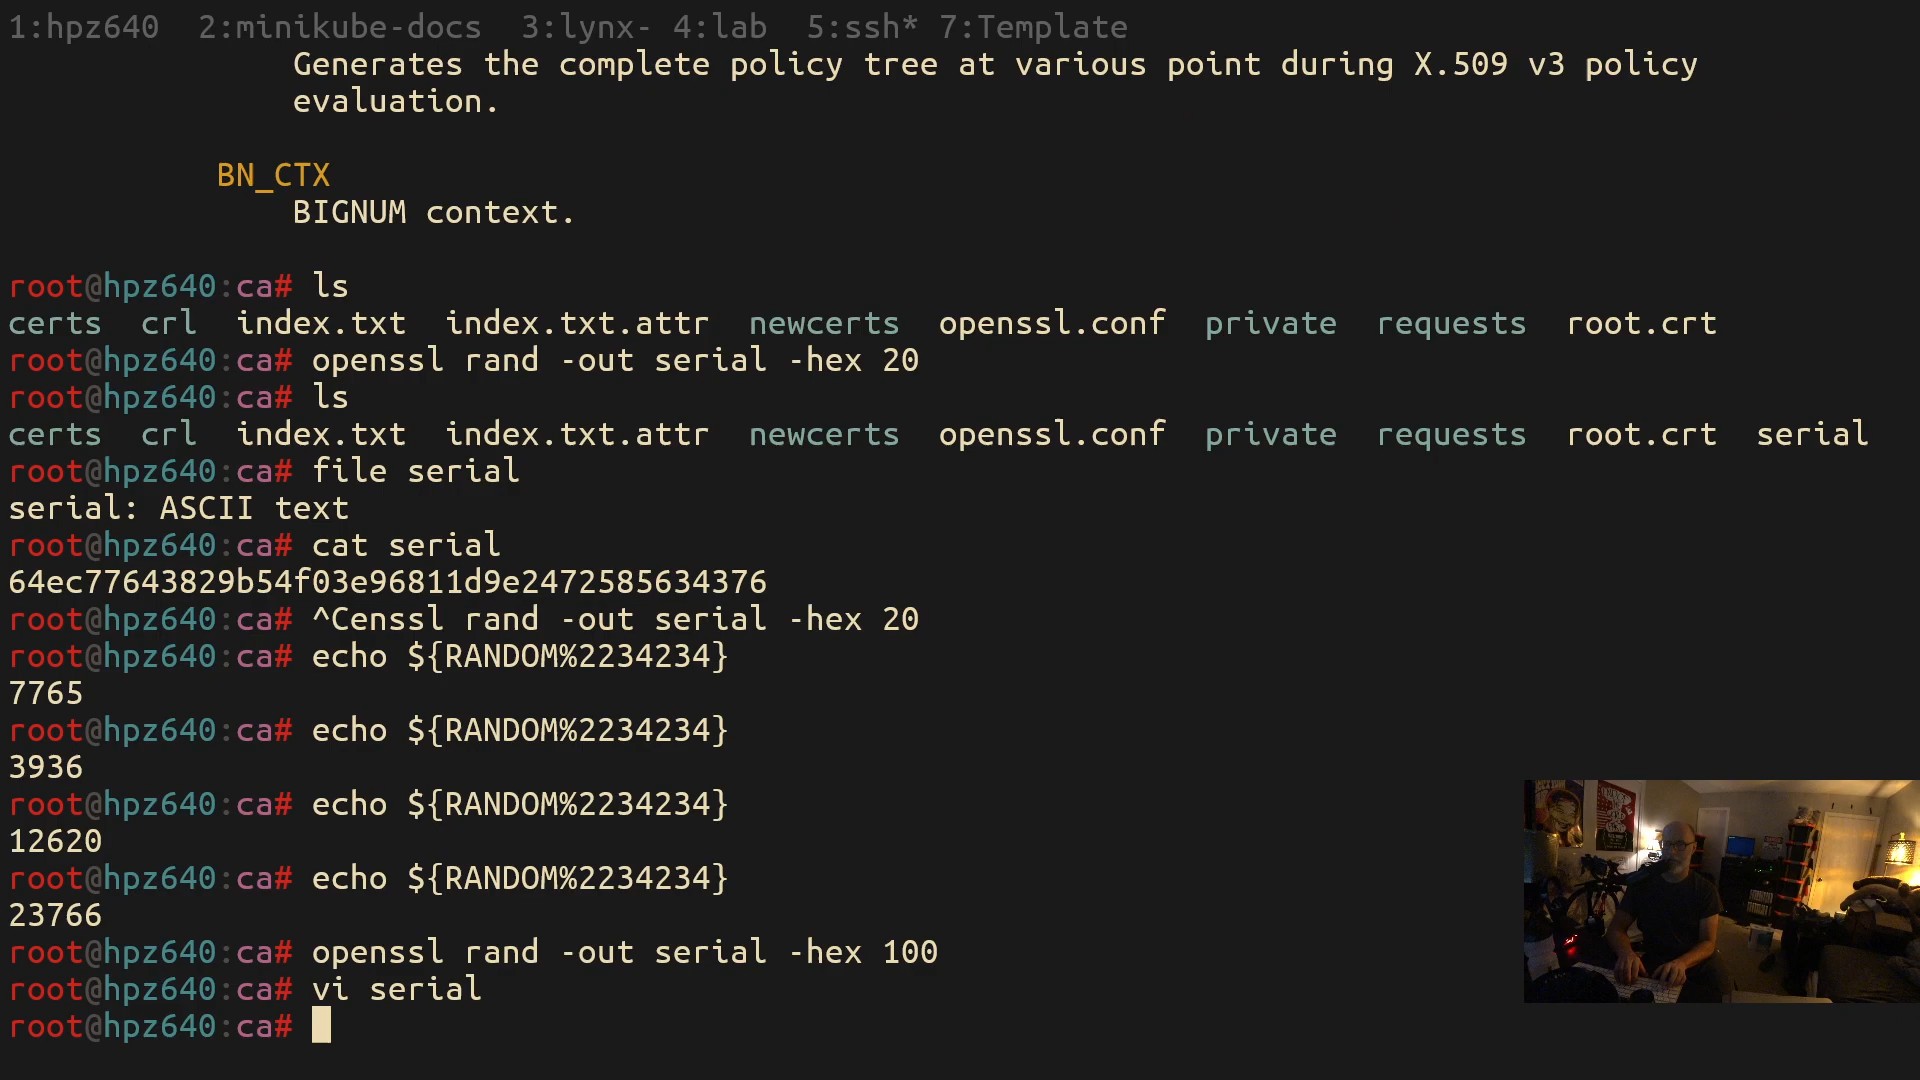 1:hpz640  2:minikube-docs  3:lynx- 4:lab  5:ssh* 7:Template
Generates the complete policy tree at various point during X.509 v3 policy
evaluation.
BN_CTX
BIGNUM context.
root@hpz640:ca# ls
certs  crl  index.txt  index.txt.attr  newcerts  openssl.conf  private  requests  root.crt
root@hpz640:ca# openssl rand -out serial -hex 20
root@hpz640:ca# ls
certs  crl  index.txt  index.txt.attr  newcerts  openssl.conf  private  requests  root.crt  serial
root@hpz640:ca# file serial
serial: ASCII text
root@hpz640:ca# cat serial
64ec77643829b54f03e96811d9e2472585634376
root@hpz640:ca# ^Censsl rand -out serial -hex 20
root@hpz640:ca# echo ${RANDOM%2234234}
7765
root@hpz640:ca# echo ${RANDOM%2234234}
3936
root@hpz640:ca# echo ${RANDOM%2234234}
12620
root@hpz640:ca# echo ${RANDOM%2234234}
23766
root@hpz640:ca# openssl rand -out serial -hex 100
root@hpz640:ca# vi serial
root@hpz640:ca#